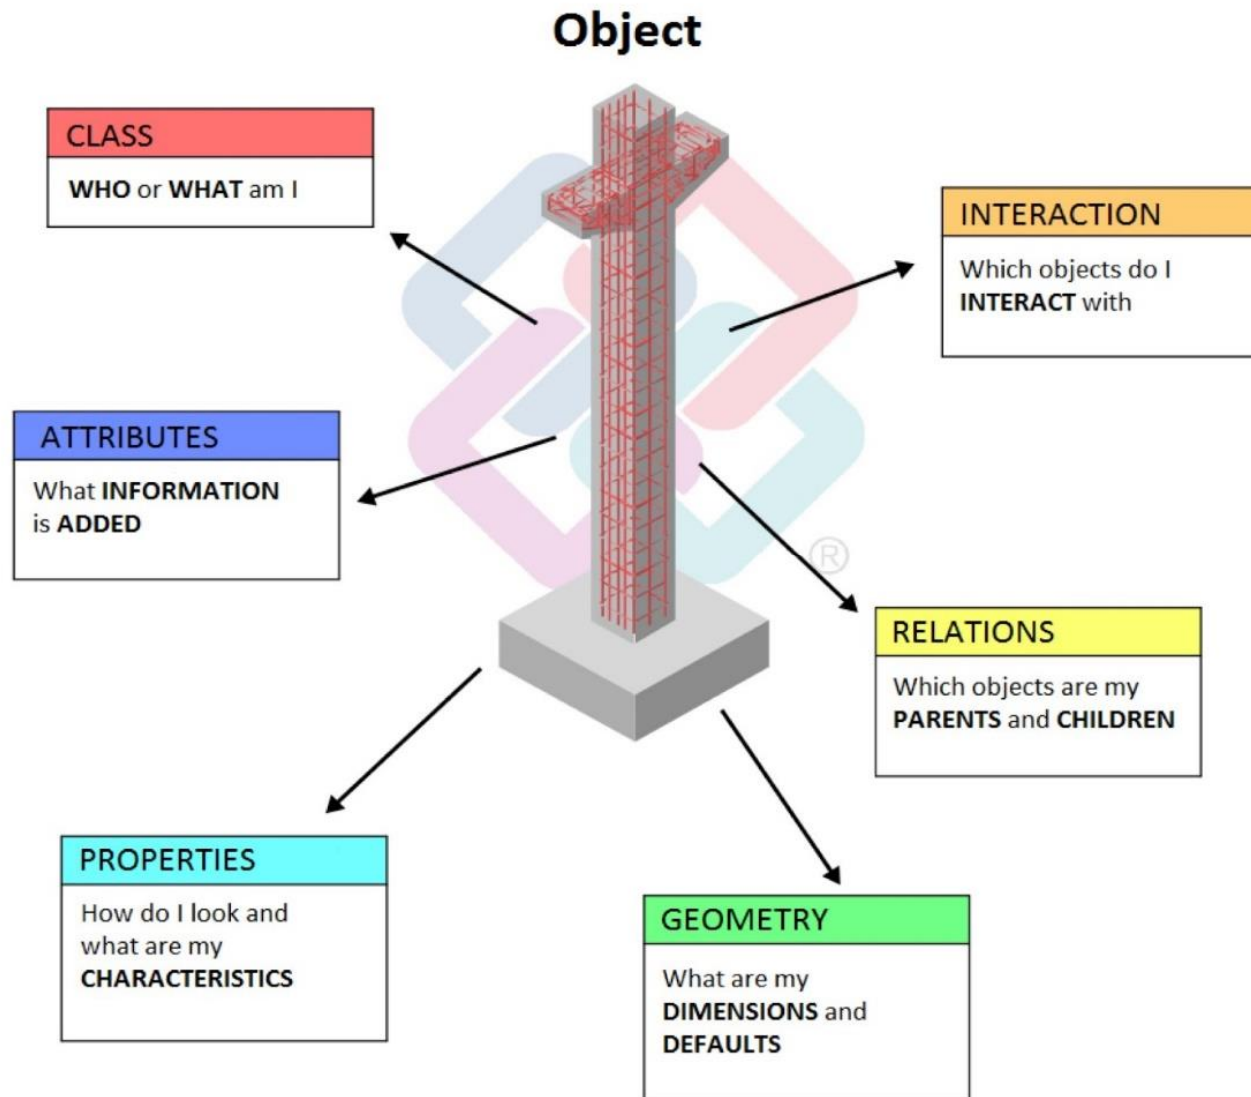 Object
CLASS
WHO or WHAT am I
INTERACTION
Which objects do I
INTERACT with
ATTRIBUTES
What INFORMATION
is ADDED
®
RELATIONS
Which objects are my
PARENTS and CHILDREN
PROPERTIES
How do I look and
what are my
CHARACTERISTICS
GEOMETRY
What are my
DIMENSIONS and
DEFAULTS